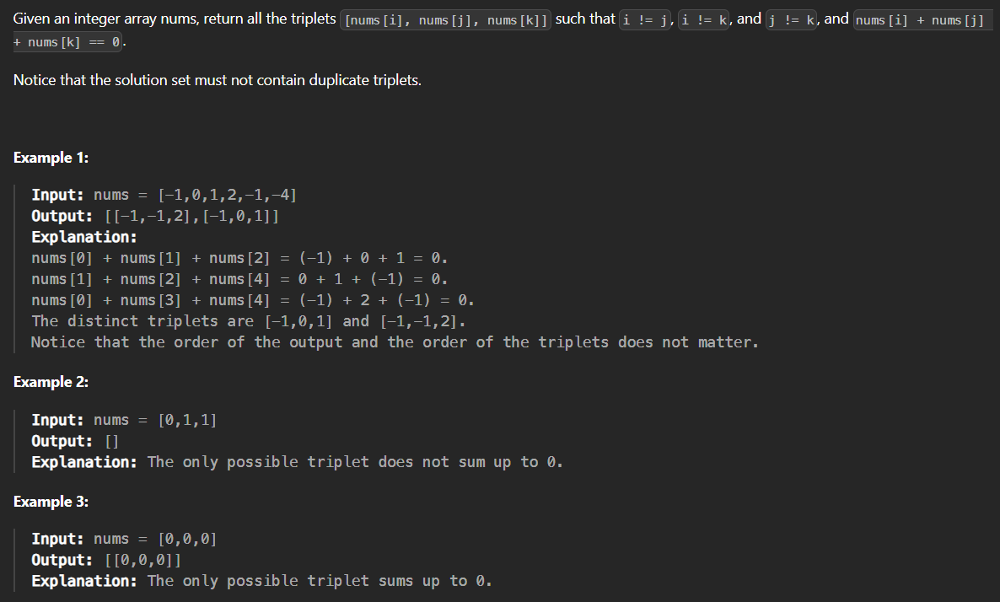 Given an integer array nums, return all the triplets [nums[i], nums[j], nums[k]] such that i != j, i != k, and j != k, and nums[i] + nums[j]
+ nums[k] == 0.
Notice that the solution set must not contain duplicate triplets.
Example 1:
Input: nums = [-1,0,1,2,-1,-4]
Output: [[-1,-1,2],[-1,0,1]]
Explanation:
nums[0] + nums[1] + nums[2] = (-1) + 0 + 1 = 0.
nums[1] + nums[2] + nums[4] = 0 + 1 + (-1) = 0.
nums[0] + nums[3] + nums[4] = (-1) + 2 + (-1) = 0.
The distinct triplets are [-1,0,1] and [-1,-1,2].
Notice that the order of the output and the order of the triplets does not matter.
Example 2:
Input: nums = [0,1,1]
Output: []
Explanation: The only possible triplet does not sum up to 0.
Example 3:
Input: nums = [0,0,0]
Output: [[0,0,0]]
Explanation: The only possible triplet sums up to 0.